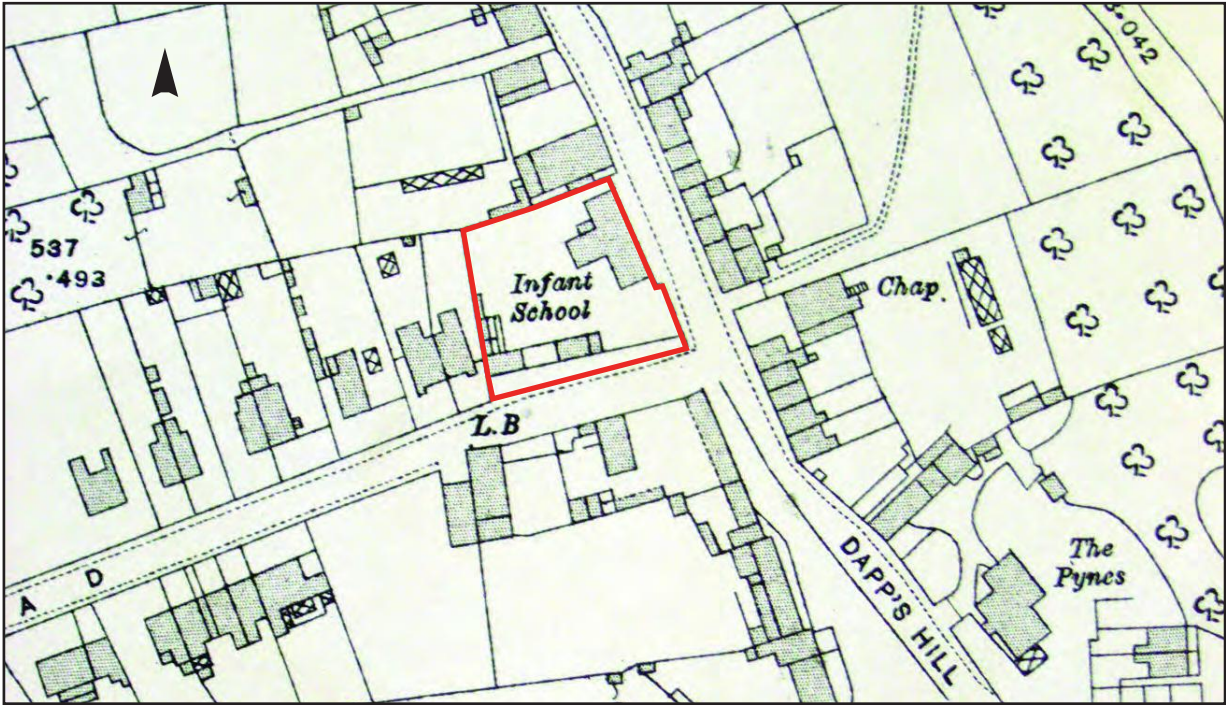 ·042
537
·493
Infant
School
Chap.
L.B
The
Pynes
A D
DAPP'S HILL